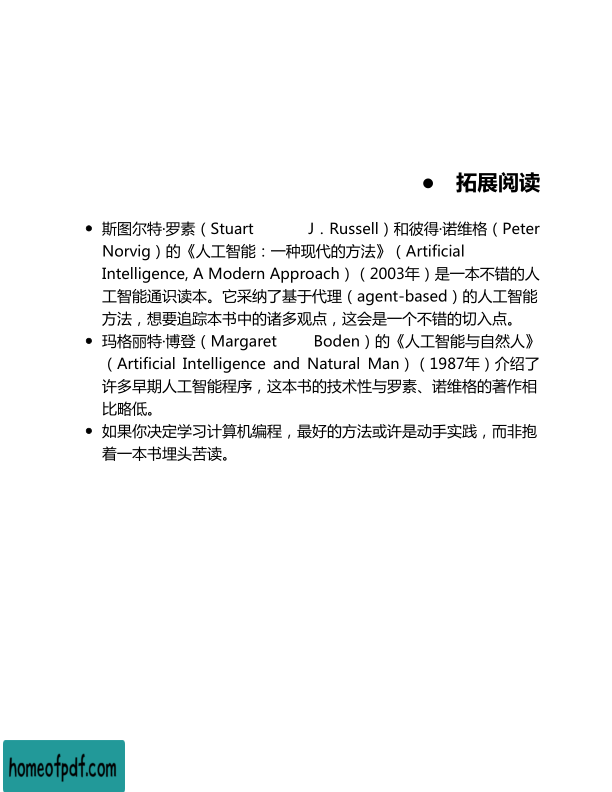 ● 拓展阅读
● 斯图尔特·罗素（Stuart J．Russell）和彼得·诺维格（Peter
Norvig）的《人工智能：一种现代的方法》（Artificial
Intelligence, A Modern Approach）（2003年）是一本不错的人
工智能通识读本。它采纳了基于代理（agent-based）的人工智能
方法，想要追踪本书中的诸多观点，这会是一个不错的切入点。
● 玛格丽特·博登（Margaret Boden）的《人工智能与自然人》
（Artificial Intelligence and Natural Man）（1987年）介绍了
许多早期人工智能程序，这本书的技术性与罗素、诺维格的著作相
比略低。
● 如果你决定学习计算机编程，最好的方法或许是动手实践，而非抱
着一本书埋头苦读。
homeofpdf.com